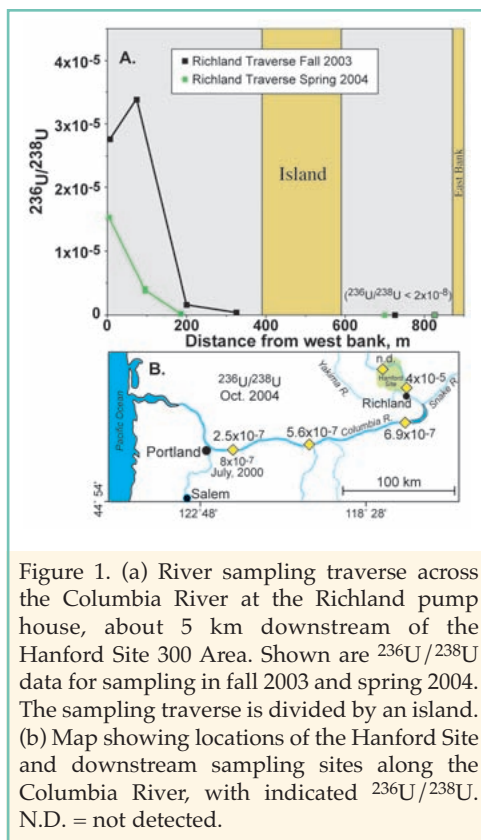 A.
Richland Traverse Fall 2003
Richland Traverse Spring 2004
4x10⁻⁵
3x10⁻⁵
2x10⁻⁵
1x10⁻⁵
0
²³⁶U/²³⁸U
Island
East Bank
(²³⁶U/²³⁸U < 2x10⁻⁸)
0 200 400 600 800
Distance from west bank, m
B.
²³⁶U/²³⁸U
Oct. 2004
Pacific Ocean
Yakima R.
n.d.
Hanford
Site
4x10⁻⁵
Richland
Snake R.
Columbia R.
Portland
2.5x10⁻⁷
5.6x10⁻⁷
6.9x10⁻⁷
8x10⁻⁷
July, 2000
Salem
100 km
44 54
122 48
118 28
Figure 1. (a) River sampling traverse across
the Columbia River at the Richland pump
house, about 5 km downstream of the
Hanford Site 300 Area. Shown are ²³⁶U/²³⁸U
data for sampling in fall 2003 and spring 2004.
The sampling traverse is divided by an island.
(b) Map showing locations of the Hanford Site
and downstream sampling sites along the
Columbia River, with indicated ²³⁶U/²³⁸U.
N.D. = not detected.